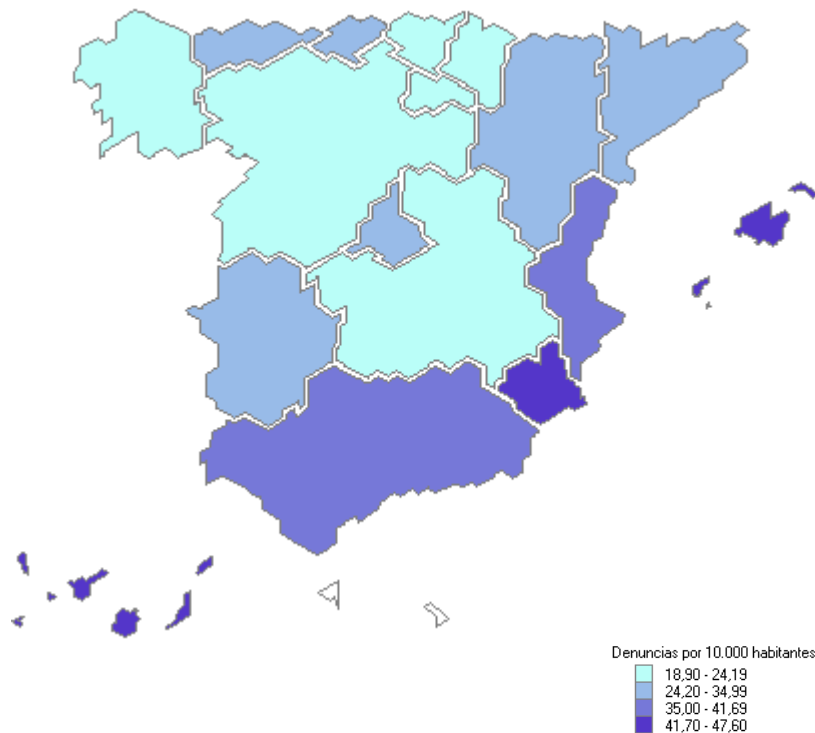 Denuncias por 10.000 habitantes
18,90 - 24,19
24,20 - 34,99
35,00 - 41,69
41,70 - 47,60